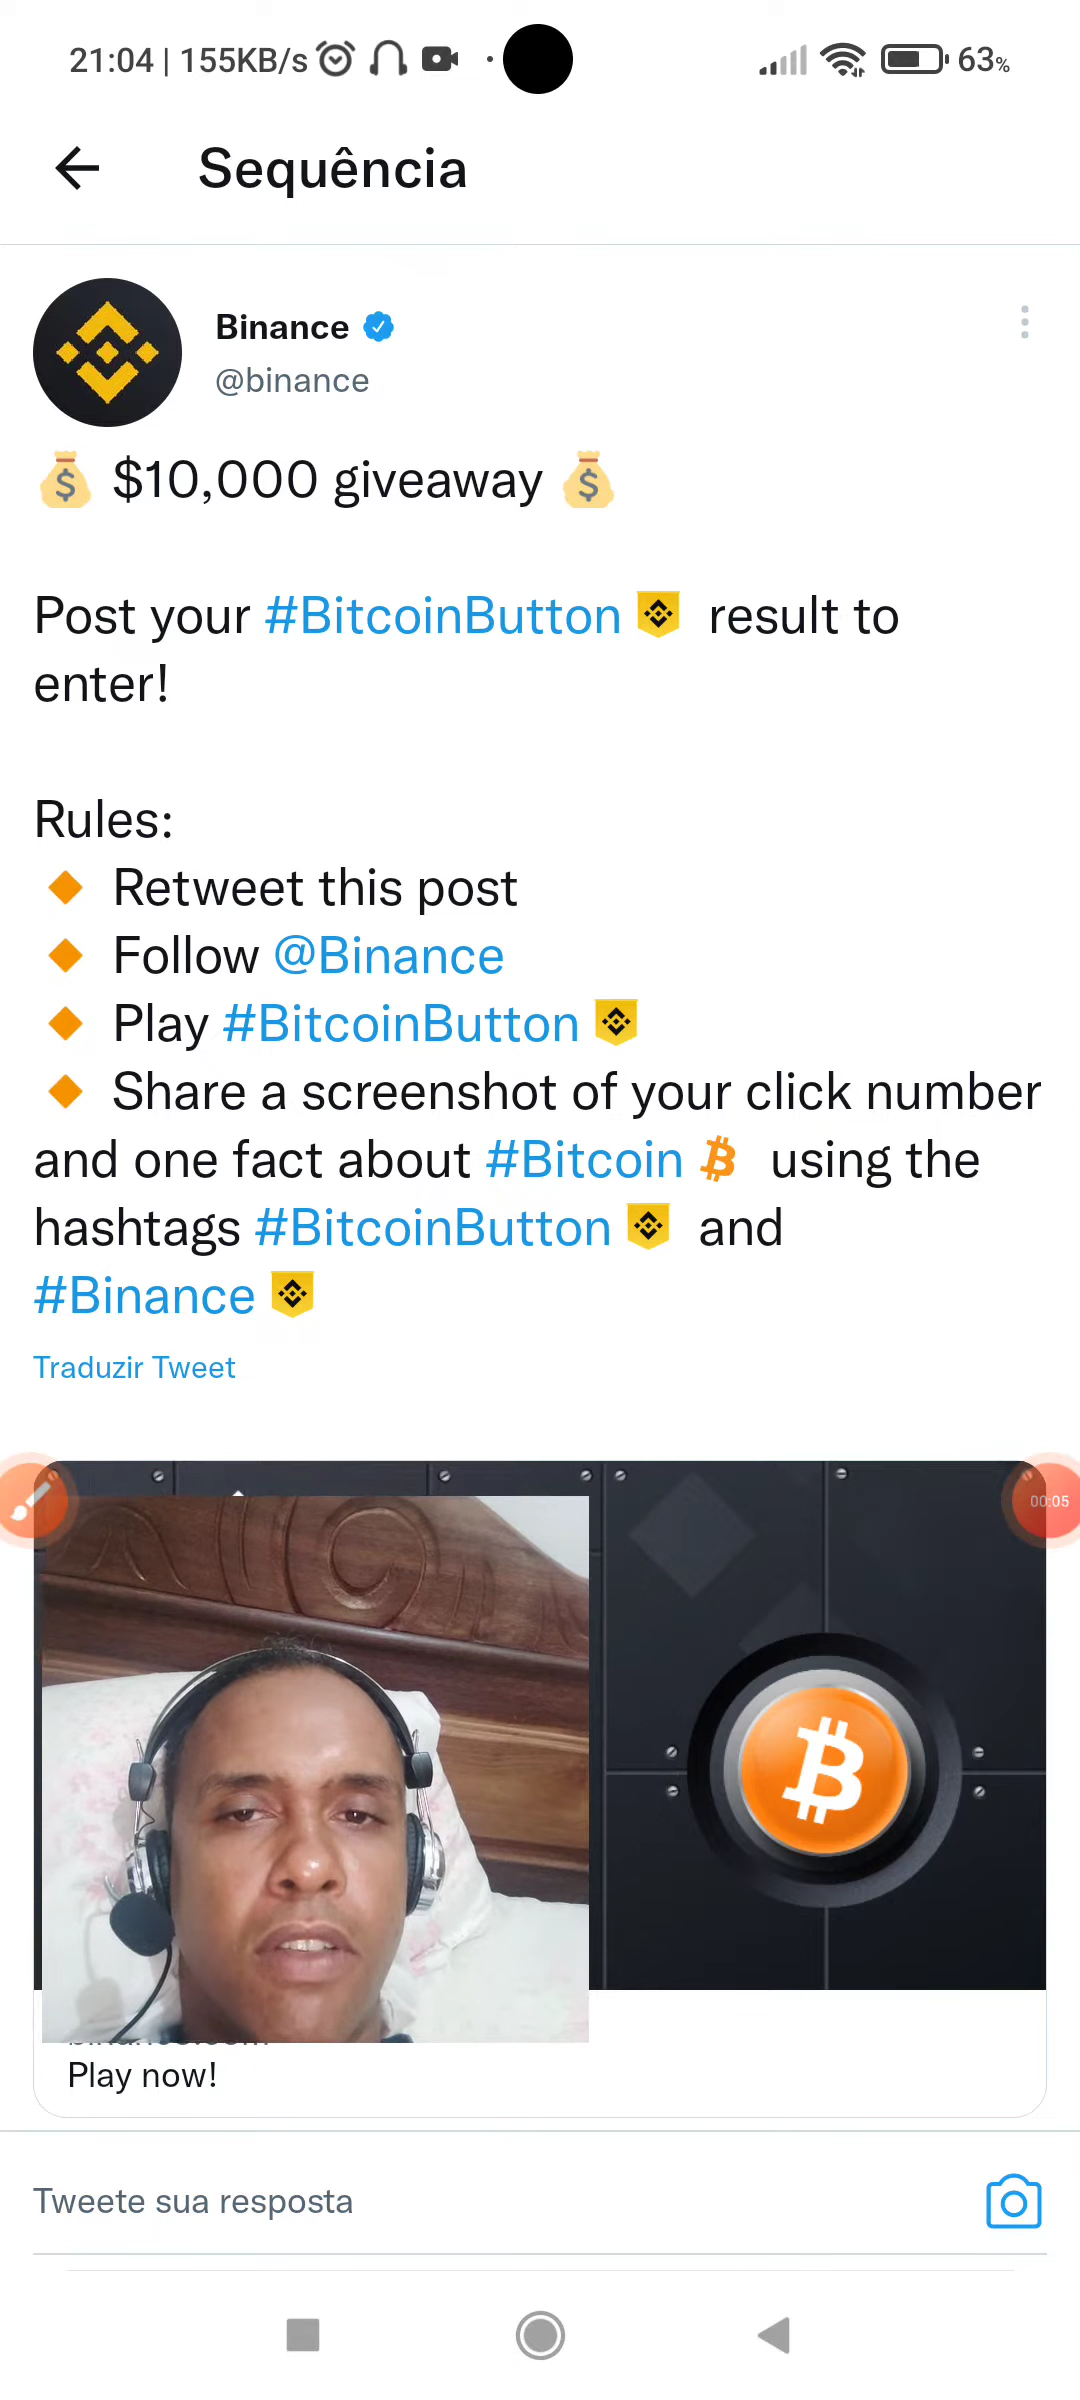 21:04 | 155KB/s 63%
Sequência
Binance
@binance
$10,000 giveaway
Post your #BitcoinButton result to
enter!
Rules:
Retweet this post
Follow @Binance
Play #BitcoinButton
Share a screenshot of your click number
and one fact about #Bitcoin using the
hashtags #BitcoinButton and
#Binance
Traduzir Tweet
00:05
Play now!
Tweete sua resposta